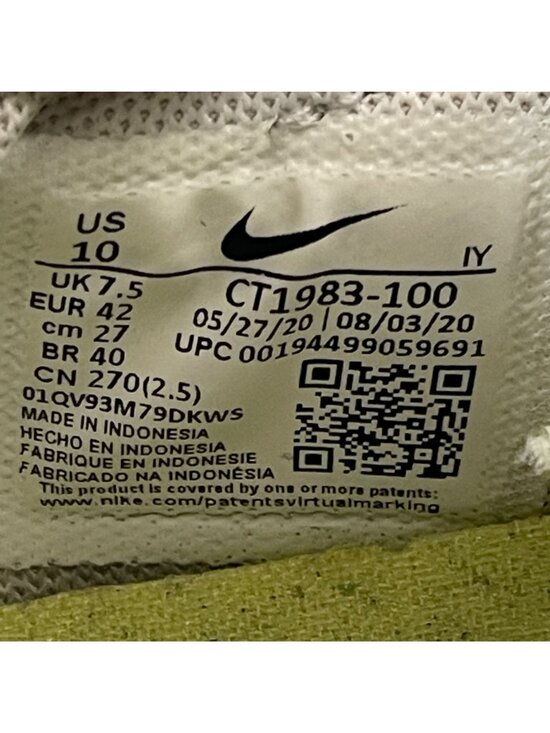 US
10
IY
UK 7.5
EUR 42
cm 27
BR 40
CN 270(2.5)
CT1983-100
05/27/20 | 08/03/20
UPC 00194499059691
01QV93M79DKWS
MADE IN INDONESIA
HECHO EN INDONESIA
FABRIQUE EN INDONESIE
FABRICADO NA INDONÉSIA
This product is covered by one or more patents:
www.nike.com/patentsvirtualmarking